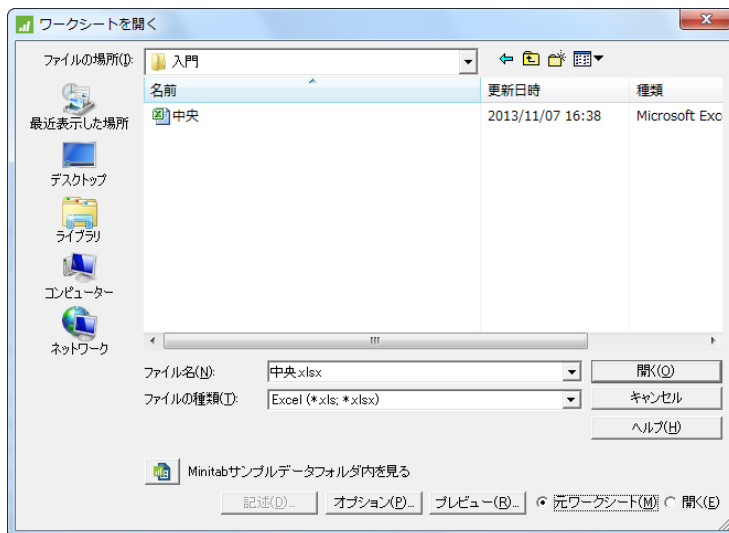 ワークシートを開く
ファイルの場所(I):
入門
名前
更新日時
種類
中央
2013/11/07 16:38
Microsoft Exc
最近表示した場所
デスクトップ
ライブラリ
コンピューター
ネットワーク
ファイル名(N):
中央.xlsx
開く(O)
ファイルの種類(T):
Excel (*.xls; *.xlsx)
キャンセル
ヘルプ(H)
Minitabサンプルデータフォルダ内を見る
記述(D)...
オプション(P)...
プレビュー(R)...
元ワークシート(M)
開く(E)